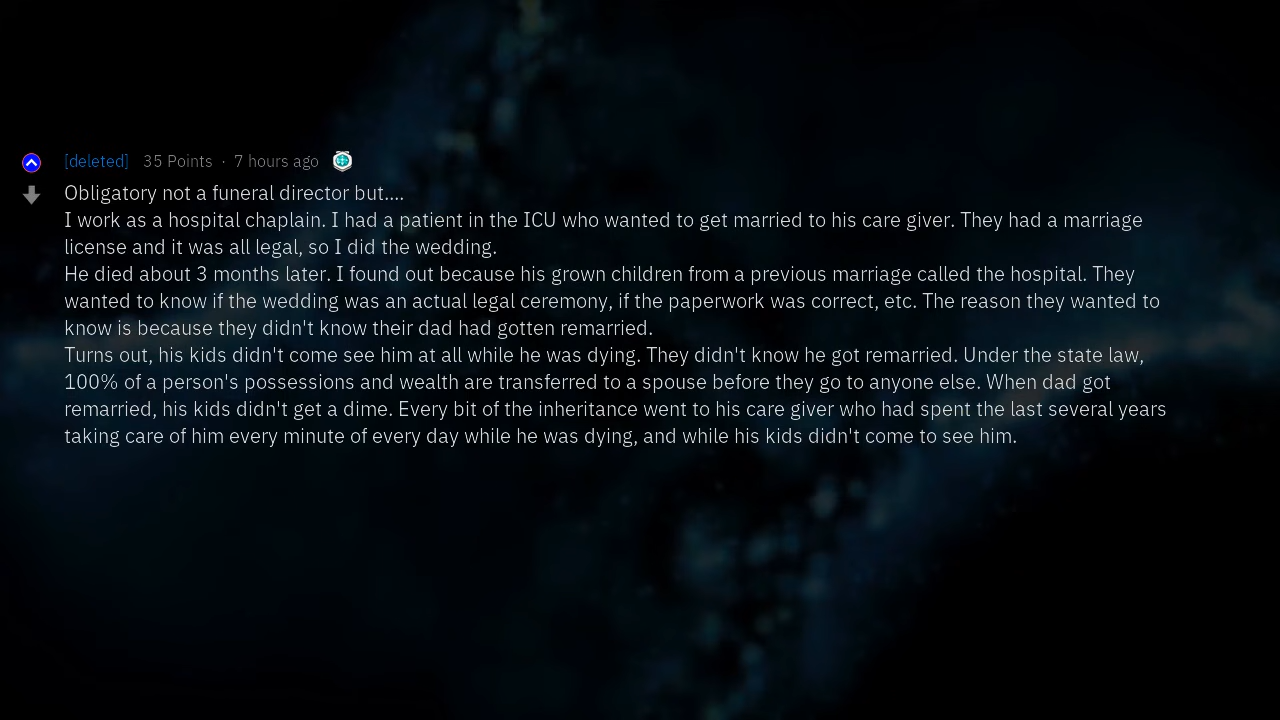 [deleted] 35 Points · 7 hours ago
Obligatory not a funeral director but....
I work as a hospital chaplain. I had a patient in the ICU who wanted to get married to his care giver. They had a marriage
license and it was all legal, so I did the wedding.
He died about 3 months later. I found out because his grown children from a previous marriage called the hospital. They
wanted to know if the wedding was an actual legal ceremony, if the paperwork was correct, etc. The reason they wanted to
know is because they didn't know their dad had gotten remarried.
Turns out, his kids didn't come see him at all while he was dying. They didn't know he got remarried. Under the state law,
100% of a person's possessions and wealth are transferred to a spouse before they go to anyone else. When dad got
remarried, his kids didn't get a dime. Every bit of the inheritance went to his care giver who had spent the last several years
taking care of him every minute of every day while he was dying, and while his kids didn't come to see him.